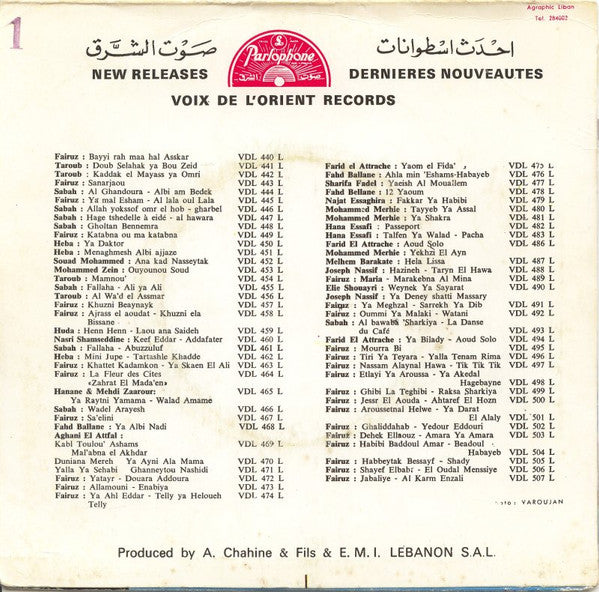 Agraphic Liban
Tel. 284002
1
صوت الشرق
Parlophone
صوت الشرق
احدث اسطوانات
NEW RELEASES
DERNIERES NOUVEAUTES
VOIX DE L'ORIENT RECORDS
Fairuz : Bayyi rah maa hal Asskar VDL 440 L
Taroub : Doub Selahak ya Bou Zeid VDL 441 L
Taroub : Kaddak el Mayass ya Omri VDL 442 L
Fairuz : Sanarjaou VDL 443 L
Sabah : Al Ghandoura - Albi am Bedek VDL 444 L
Fairuz : Ya mal Esham - Al lala oul Lala VDL 445 L
Sabah : Allah yokssof omr el hob - gharbel VDL 446 L
Sabah : Hage tshedelle à eidé - al hawara VDL 447 L
Sabah : Gholtan Bennemra VDL 448 L
Fairuz : Katabna ou ma katabna VDL 449 L
Heba : Ya Daktor VDL 450 L
Heba : Menaghmesh Albi ajjaze VDL 451 L
Souad Mohammed : Ana kad Nasseytak VDL 452 L
Mohammed Zein : Ouyounou Soud VDL 453 L
Taroub : Mamnou' VDL 454 L
Sabah : Fallaha - Ali ya Ali VDL 455 L
Taroub : Al Wa'd el Assmar VDL 456 L
Fairuz : Khuzni Beaynayk VDL 457 L
Fairuz : Ajrass el aoudat - Khuzni ela
Bissane - VDL 458 L
Huda : Henn Henn - Laou ana Saideh VDL 459 L
Nasri Shamseddine : Keef Eddar - Addafater VDL 460 L
Sabah : Fallaha - Abuzzuluf VDL 461 L
Heba : Mini Jupe - Tartashle Khadde VDL 462 L
Fairuz : Khattet Kadamkon - Ya Skaen El Ali VDL 463 L
Fairuz : La Fleur des Cites VDL 464 L
«Zahrat El Mada'en»
Hanane & Mehdi Zaarour: VDL 465 L
Ya Raytni Yamama - Walad Amame
Sabah : Wadel Arayesh VDL 466 L
Fairuz : Sa'elini VDL 467 L
Fahd Ballane : Ya Albi Nadi VDL 468 L
Aghani El Attfal :
Kabl Toulou' Ashams VDL 469 L
Mal'abna el Akhdar
Duniana Mereh Ya Ayni Ala Mama VDL 470 L
Yalla Ya Sehabi Ghanneytou Nashidi VDL 471 L
Fairuz : Yatayr - Douara Addoura VDL 472 L
Fairuz : Allamouni - Enabiya VDL 473 L
Fairuz : Ya Ahl Eddar - Telly ya Heloueh VDL 474 L
Telly
Farid el Attrache : Yaom el Fida' VDL 475 L
Fahd Ballane : Ahla min 'Eshams-Habayeb VDL 476 L
Sharifa Fadel : Yaeish Al Mouallem VDL 477 L
Fahd Bellane : 12 Yaoum VDL 478 L
Najat Essaghira : Fakkar Ya Habibi VDL 479 L
Mohammed Merhie : Tayyeb Ya Assal VDL 480 L
Mohammed Merhie : Ya Shakra VDL 481 L
Hana Essafi : Passeport VDL 482 L
Hana Essafi : Talfen Ya Walad - Pacha VDL 483 L
Farid El Attrache : Aoud Solo VDL 486 L
Mohammed Merhie : Yekhzi El Ayn
Melhem Barakate : Hela Lissa VDL 487 L
Joseph Nassif : Hazineh - Taryn El Hawa VDL 488 L
Fairuz : Maria - Marakebna Al Mina VDL 489 L
Elie Shouayri : Weynek Ya Sayarat VDL 490 L
Joseph Nassif : Ya Deney shatti Massary
Fairuz : Ya Meghzal - Sarrek Ya Dib VDL 491 L
Fairuz : Oummi Ya Malaki - Watani VDL 492 L
Sabah : Al bawaba 'Sharkiya - La Danse
du Café VDL 493 L
Farid El Attrache : Ya Bilady - Aoud Solo VDL 494 L
Fairuz : Mourra Bi VDL 495 L
Fairuz : Tiri Ya Teyara - Yalla Tenam Rima VDL 496 L
Fairuz : Nassam Alaynal Hawa - Tik Tik Tik VDL 497 L
Fairuz : Etlayi Ya Aroussa - Ya Akedal
Hagebayne VDL 498 L
Fairuz : Ghibi La Teghibi - Raksa Sharkiya VDL 499 L
Fairuz : Jessr El Aouda - Ahtaref El Hozn VDL 500 L
Fairuz : Aroussetnal Helwe - Ya Darat
El Alaly VDL 501 L
Fairuz : Ghaliddahab - Yedour Eddouri VDL 502 L
Fairuz : Dehek Ellaouz - Amara Ya Amara VDL 503 L
Fairuz : Habibi Baddoul Amar - Beadoul
Habayeb VDL 504 L
Fairuz : Habbeytak Bessayf - Shady VDL 505 L
Fairuz : Shayef Elbahr - El Oudal Menssiye VDL 506 L
Fairuz : Jabaliye - Al Karm Enzali VDL 507 L
VAROUJAN
Produced by A. Chahine & Fils & E. M. I. LEBANON S.A.L.